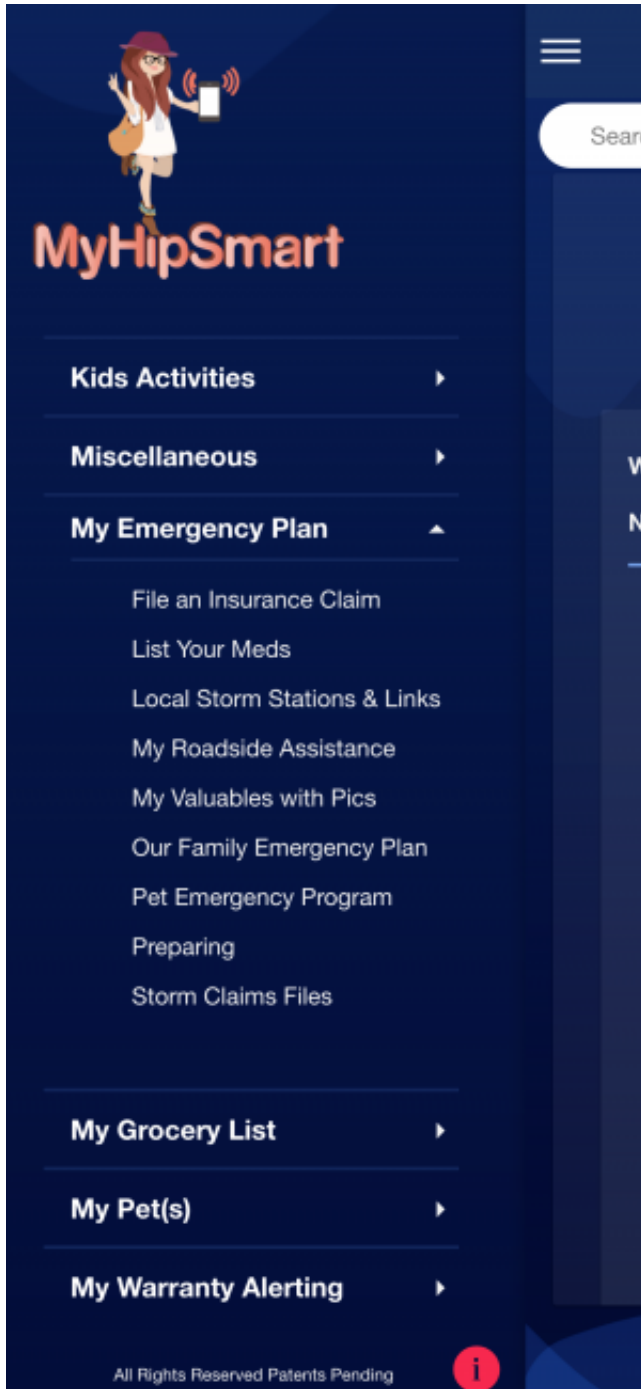 MyHipSmart
Kids Activities
Miscellaneous
My Emergency Plan
File an Insurance Claim
List Your Meds
Local Storm Stations & Links
My Roadside Assistance
My Valuables with Pics
Our Family Emergency Plan
Pet Emergency Program
Preparing
Storm Claims Files
My Grocery List
My Pet(s)
My Warranty Alerting
All Rights Reserved Patents Pending
i